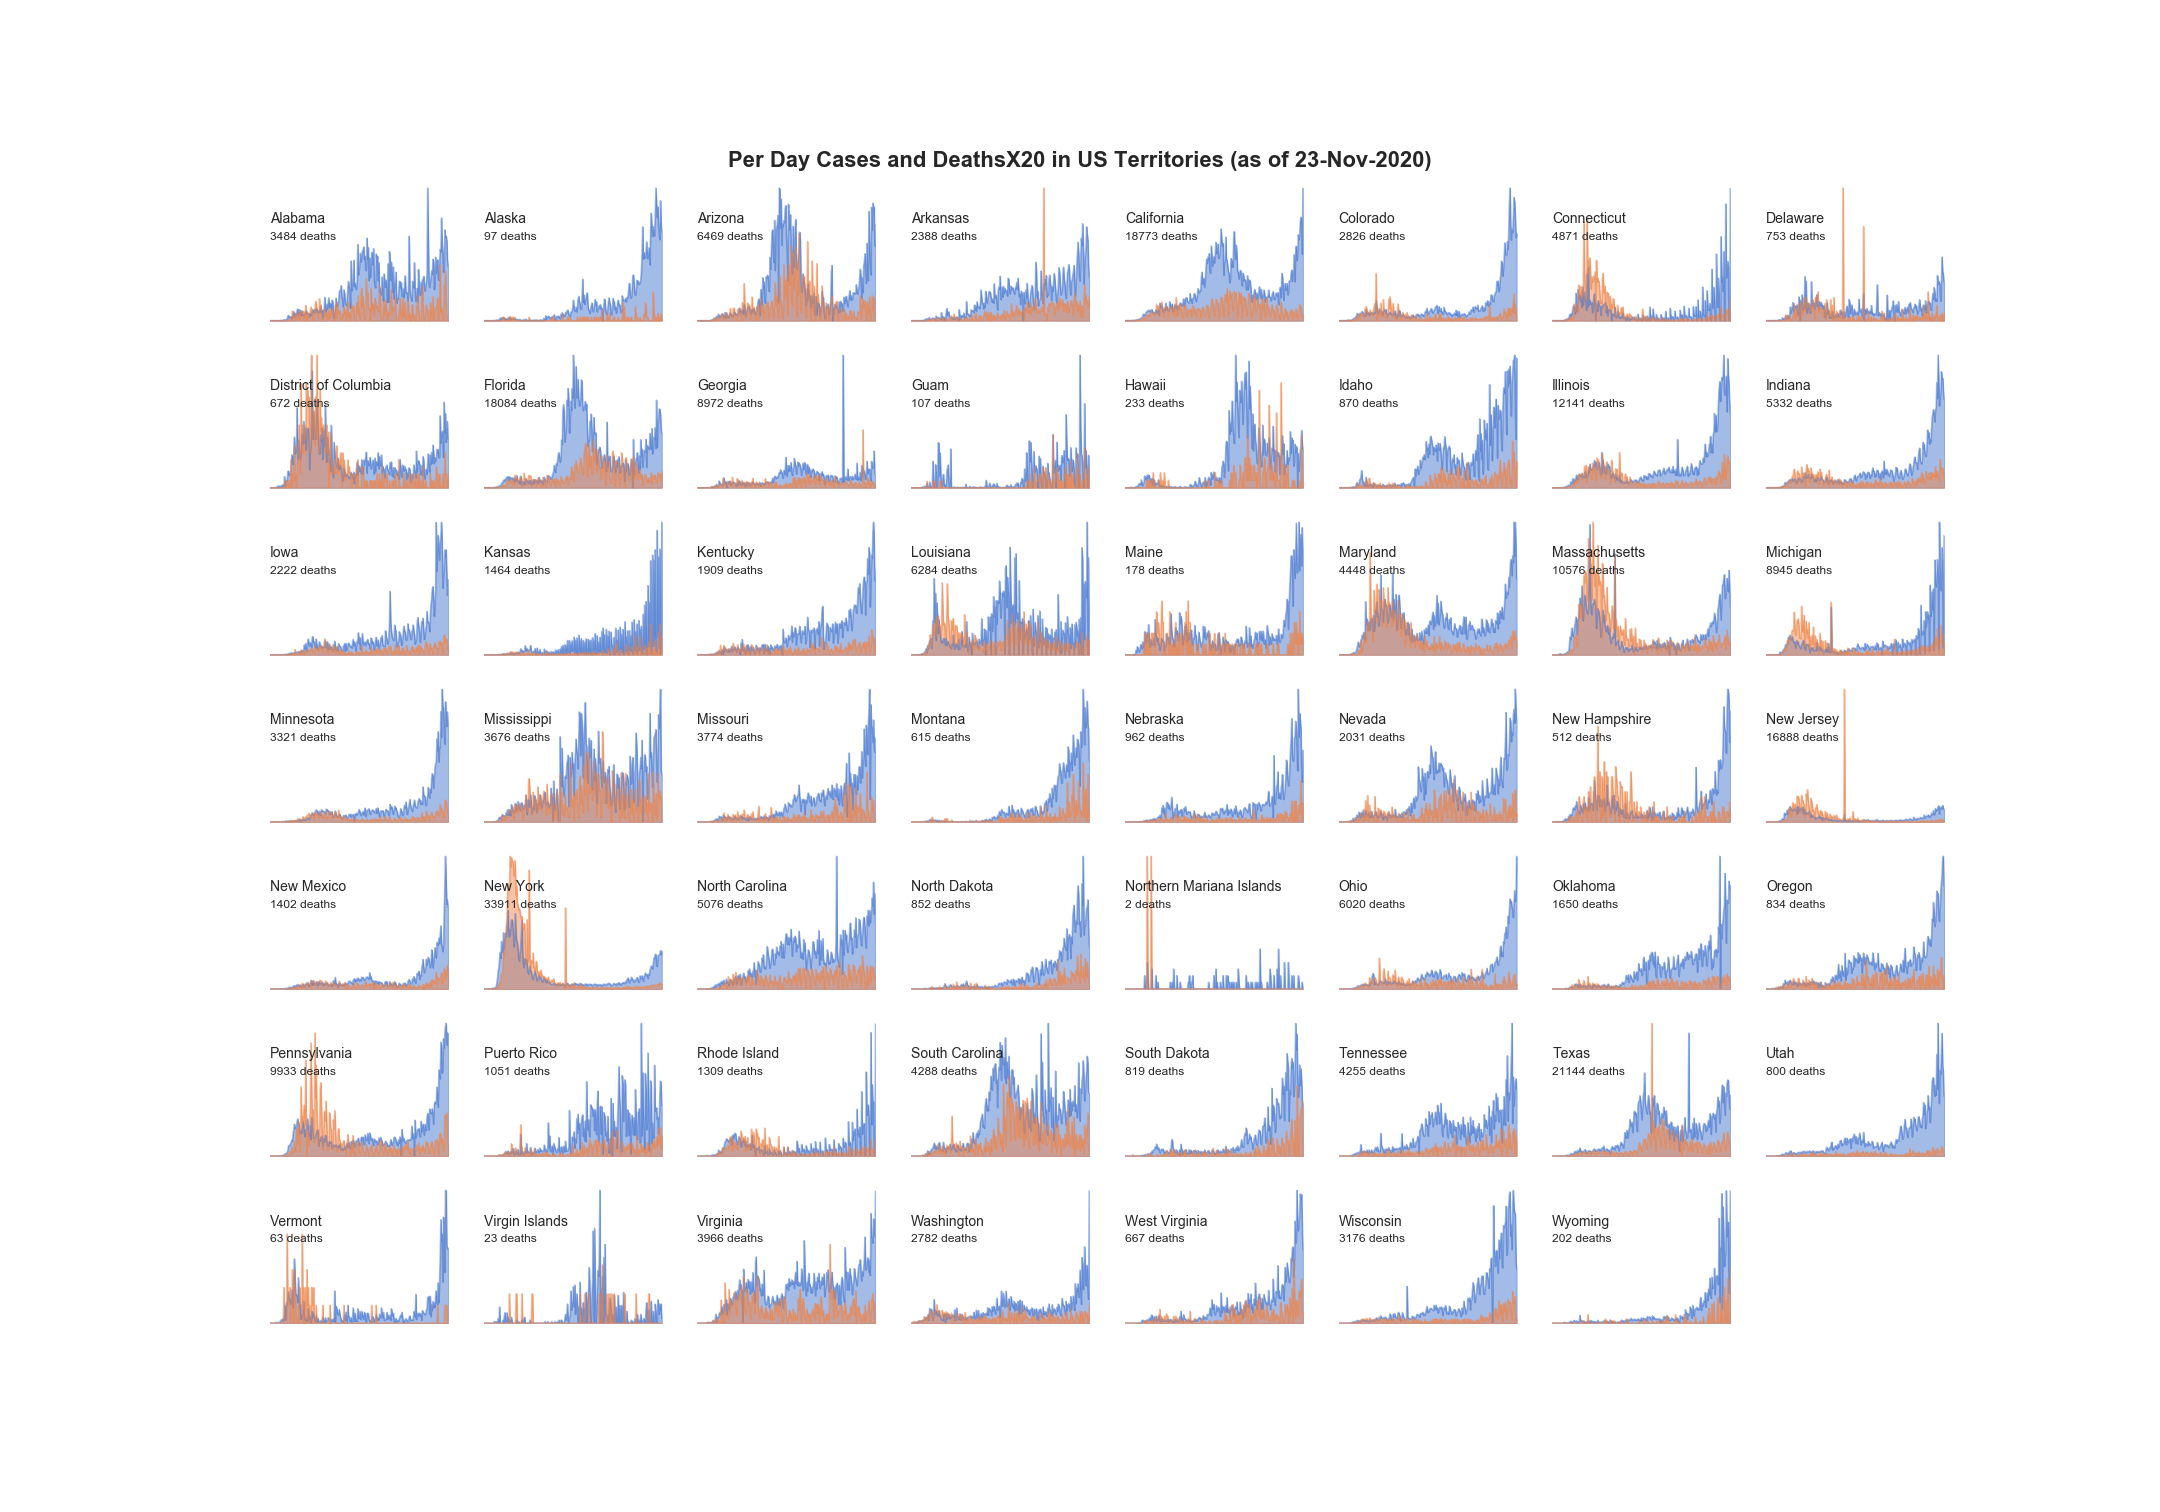 Per Day Cases and DeathsX20 in US Territories (as of 23-Nov-2020)
Alabama
3484 deaths
Alaska
97 deaths
Arizona
6469 deaths
Arkansas
2388 deaths
California
18773 deaths
Colorado
2826 deaths
Connecticut
4871 deaths
Delaware
753 deaths
District of Columbia
672 deaths
Florida
18084 deaths
Georgia
8972 deaths
Guam
107 deaths
Hawaii
233 deaths
Idaho
870 deaths
Illinois
12141 deaths
Indiana
5332 deaths
Iowa
2222 deaths
Kansas
1464 deaths
Kentucky
1909 deaths
Louisiana
6284 deaths
Maine
178 deaths
Maryland
4448 deaths
Massachusetts
10576 deaths
Michigan
8945 deaths
Minnesota
3321 deaths
Mississippi
3676 deaths
Missouri
3774 deaths
Montana
615 deaths
Nebraska
962 deaths
Nevada
2031 deaths
New Hampshire
512 deaths
New Jersey
16888 deaths
New Mexico
1402 deaths
New York
33911 deaths
North Carolina
5076 deaths
North Dakota
852 deaths
Northern Mariana Islands
2 deaths
Ohio
6020 deaths
Oklahoma
1650 deaths
Oregon
834 deaths
Pennsylvania
9933 deaths
Puerto Rico
1051 deaths
Rhode Island
1309 deaths
South Carolina
4288 deaths
South Dakota
819 deaths
Tennessee
4255 deaths
Texas
21144 deaths
Utah
800 deaths
Vermont
63 deaths
Virgin Islands
23 deaths
Virginia
3966 deaths
Washington
2782 deaths
West Virginia
667 deaths
Wisconsin
3176 deaths
Wyoming
202 deaths